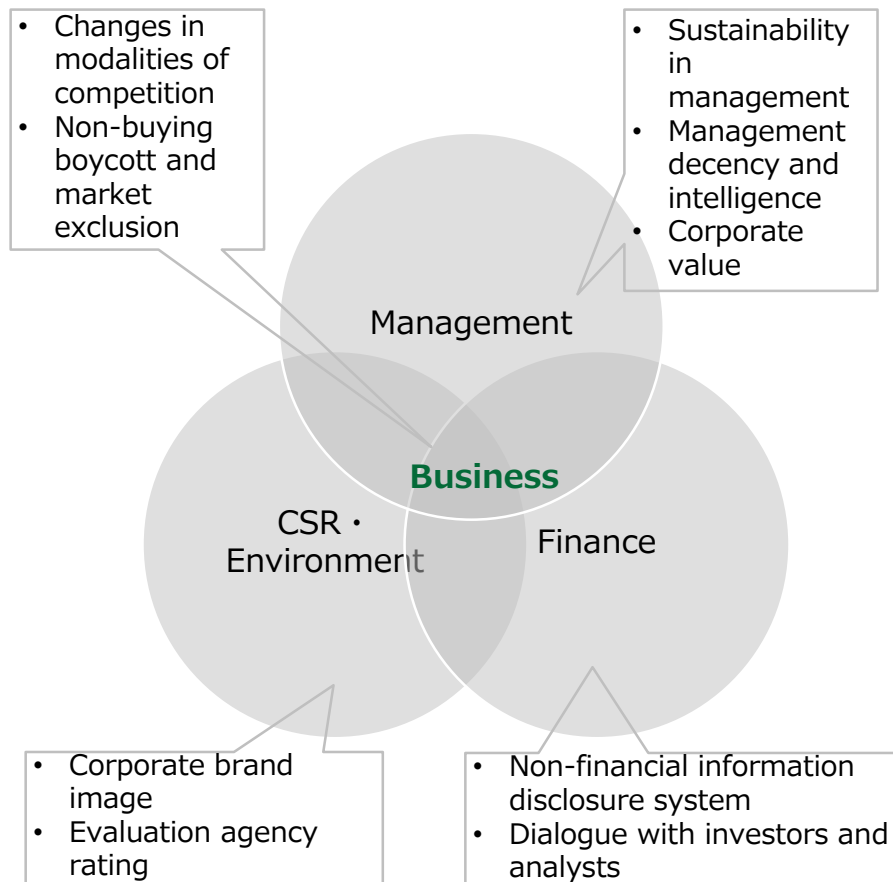 • Changes in
modalities of
competition
• Non-buying
boycott and
market
exclusion
• Sustainability
in
management
• Management
decency and
intelligence
• Corporate
value
Management
Business
CSR・
Environment
Finance
• Corporate brand
image
• Evaluation agency
rating
• Non-financial information
disclosure system
• Dialogue with investors and
analysts